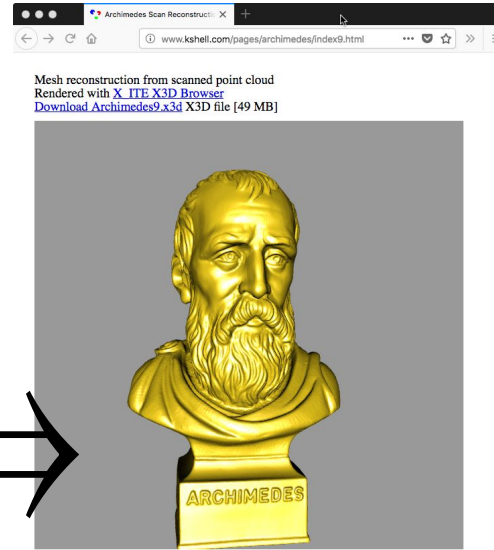 Archimedes Scan Reconstructi
www.kshell.com/pages/archimedes/index9.html
Mesh reconstruction from scanned point cloud
Rendered with X_ITE X3D Browser
Download Archimedes9.x3d X3D file [49 MB]
ARCHIMEDES